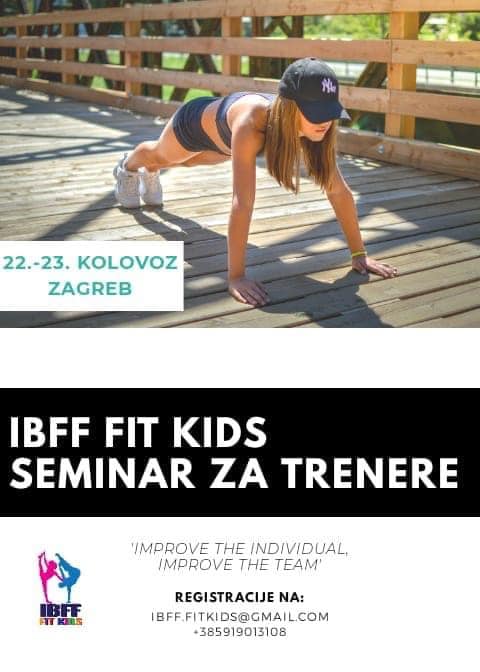 NY
22.-23. KOLOVOZ
ZAGREB
IBFF FIT KIDS
SEMINAR ZA TRENERE
'IMPROVE THE INDIVIDUAL,
IMPROVE THE TEAM'
IBFF
FIT KIDS
REGISTRACIJE NA:
IBFF.FITKIDS@GMAIL.COM
+385919013108